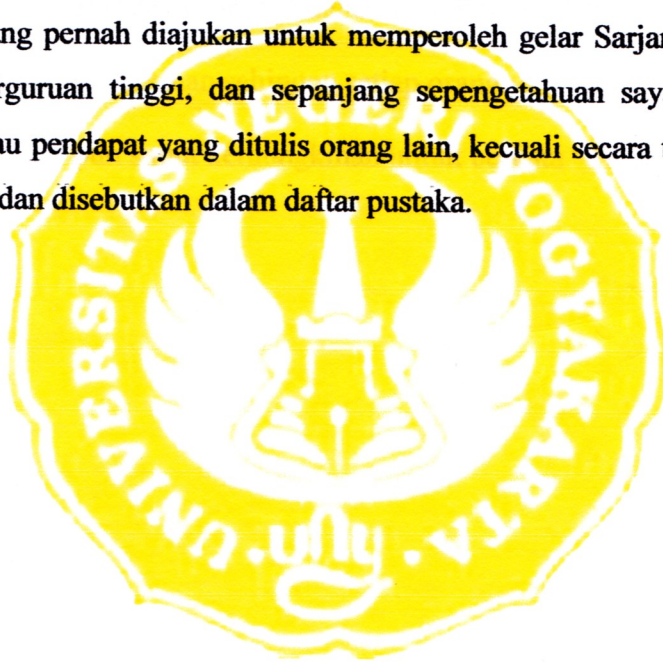 ng pernah diajukan untuk memperoleh gelar Sarjan
rguruan tinggi, dan sepanjang sepengetahuan say
u pendapat yang ditulis orang lain, kecuali secara
dan disebutkan dalam daftar pustaka.
UNIVERSITAS NEGERI YOGYAKARTA
uny